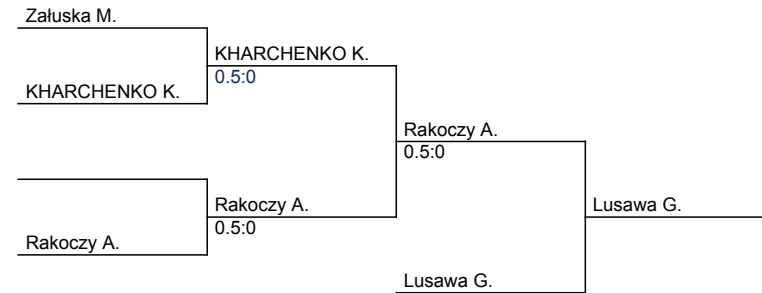 Załuska M.
KHARCHENKO K.
0.5:0
KHARCHENKO K.
Rakoczy A.
0.5:0
Rakoczy A.
0.5:0
Lusawa G.
Rakoczy A.
Lusawa G.